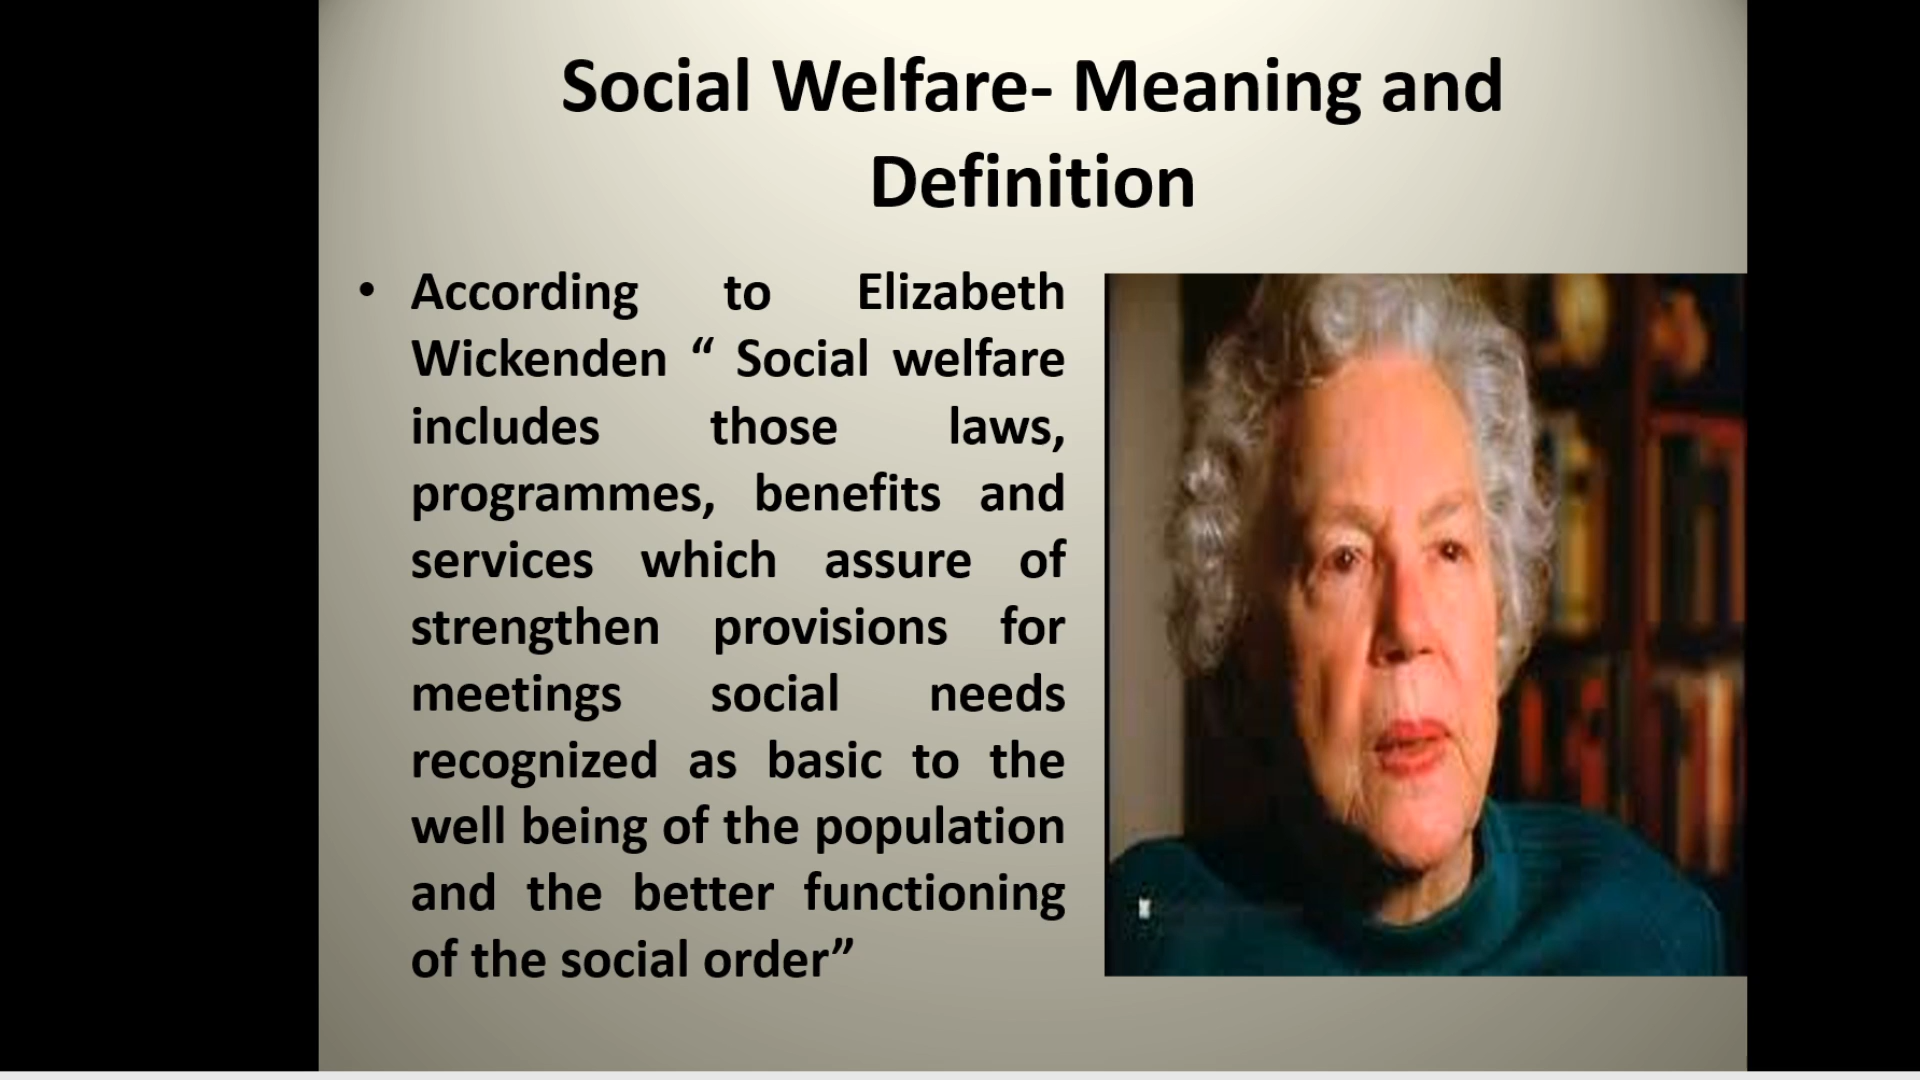 Social Welfare- Meaning and
Definition
• According to Elizabeth
Wickenden “ Social welfare
includes those laws,
programmes, benefits and
services which assure of
strengthen provisions for
meetings social needs
recognized as basic to the
well being of the population
and the better functioning
of the social order”